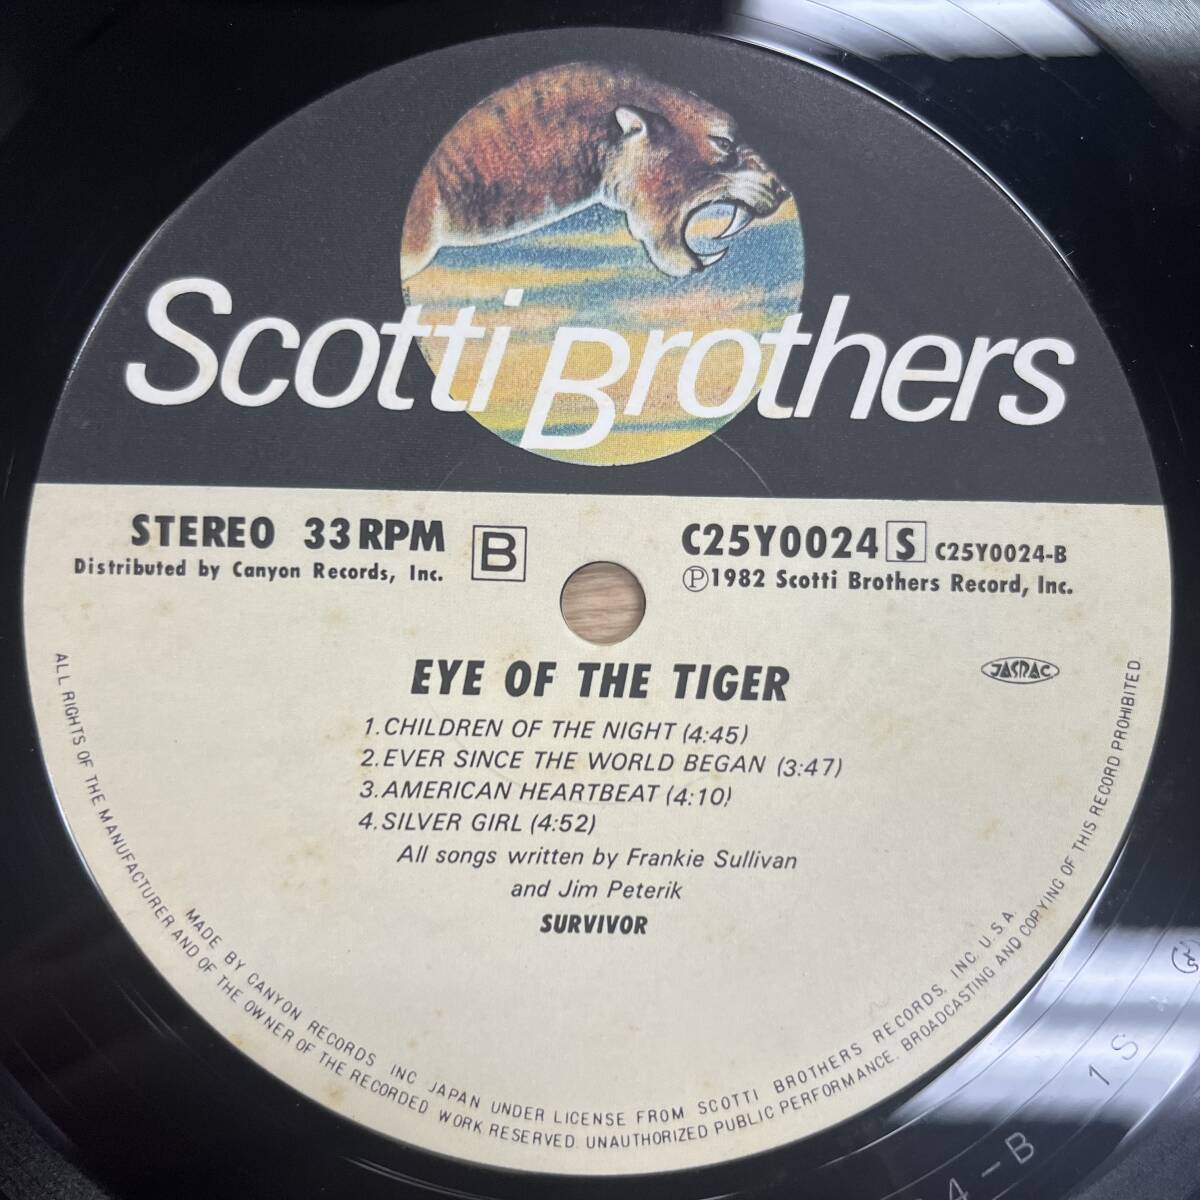 Scotti Brothers
STEREO 33RPM B
Distributed by Canyon Records, Inc.
C25Y0024 S C25Y0024-B
Ⓟ1982 Scotti Brothers Record, Inc.
EYE OF THE TIGER
JASRAC
1.CHILDREN OF THE NIGHT (4:45)
2.EVER SINCE THE WORLD BEGAN (3:47)
3.AMERICAN HEARTBEAT (4:10)
4.SILVER GIRL (4:52)
All songs written by Frankie Sullivan
and Jim Peterik
SURVIVOR
MADE BY CANYON RECORDS INC JAPAN UNDER LICENSE FROM SCOTTI BROTHERS RECORDS, INC. U.S.A.
ALL RIGHTS OF THE MANUFACTURER AND OF THE OWNER OF THE RECORDED WORK RESERVED. UNAUTHORIZED PUBLIC PERFORMANCE. BROADCASTING AND COPYING OF THIS RECORD PROHIBITED.
4-B 1S